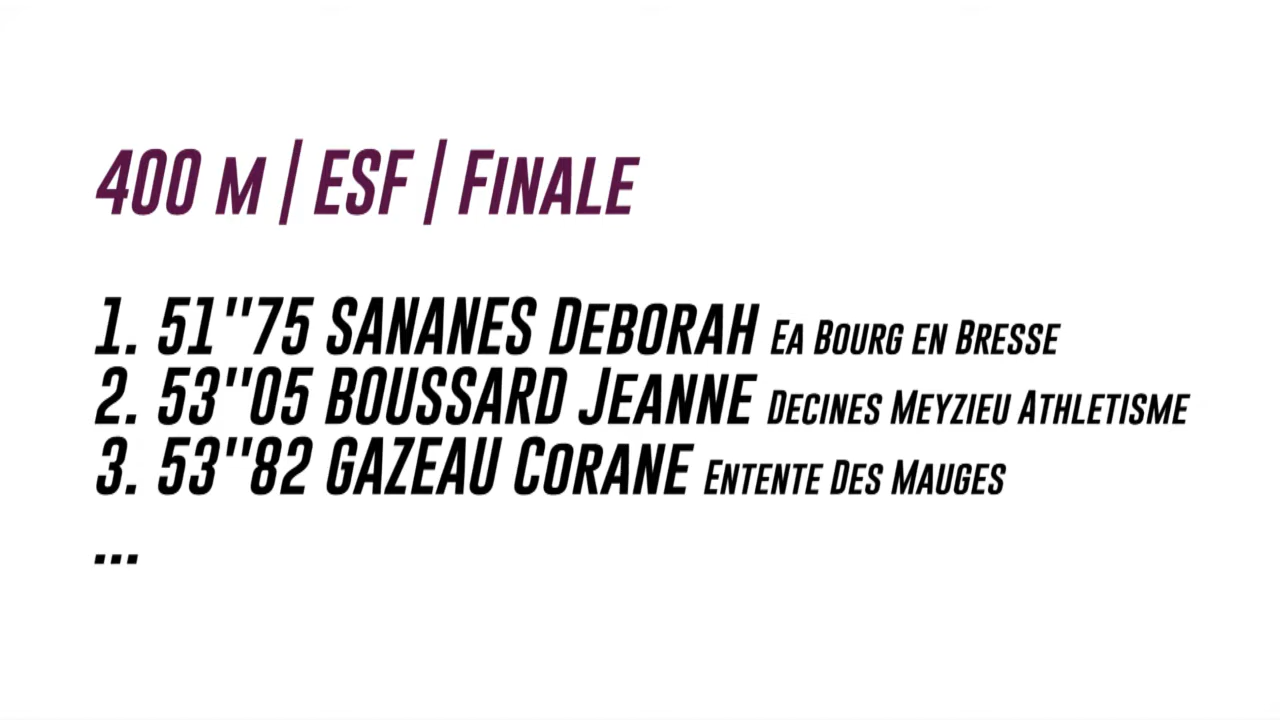 400 m | ESF | Finale
1. 51"75 SANANES Deborah Ea Bourg en Bresse
2. 53"05 BOUSSARD Jeanne Decines Meyzieu Athletisme
3. 53"82 GAZEAU Corane Entente Des Mauges
...